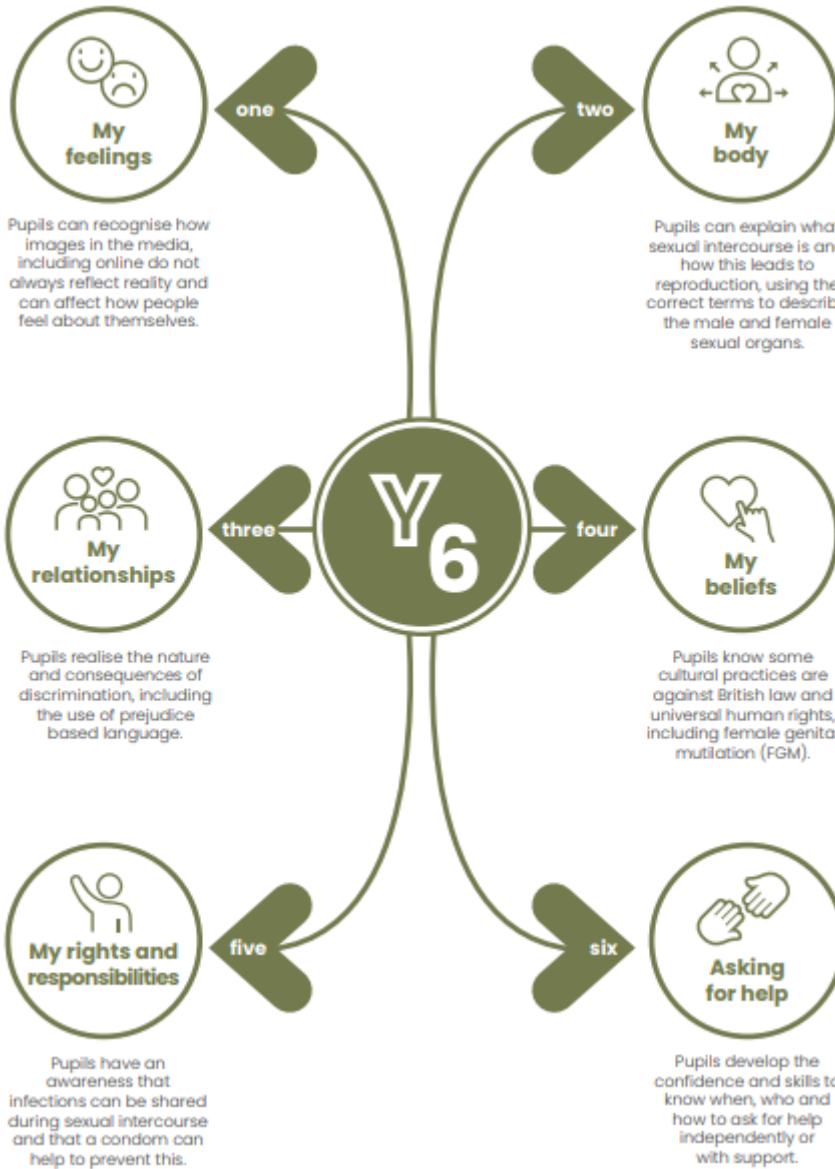 one
My
feelings
Pupils can recognise how
images in the media,
including online do not
always reflect reality and
can affect how people
feel about themselves.
two
My
body
Pupils can explain what
sexual intercourse is an
how this leads to
reproduction, using the
correct terms to describ
the male and female
sexual organs.
Y6
three
My
relationships
Pupils realise the nature
and consequences of
discrimination, including
the use of prejudice
based language.
four
My
beliefs
Pupils know some
cultural practices are
against British law and
universal human rights,
including female genita
mutilation (FGM).
five
My rights and
responsibilities
Pupils have an
awareness that
infections can be shared
during sexual intercourse
and that a condom can
help to prevent this.
six
Asking
for help
Pupils develop the
confidence and skills to
know when, who and
how to ask for help
independently or
with support.